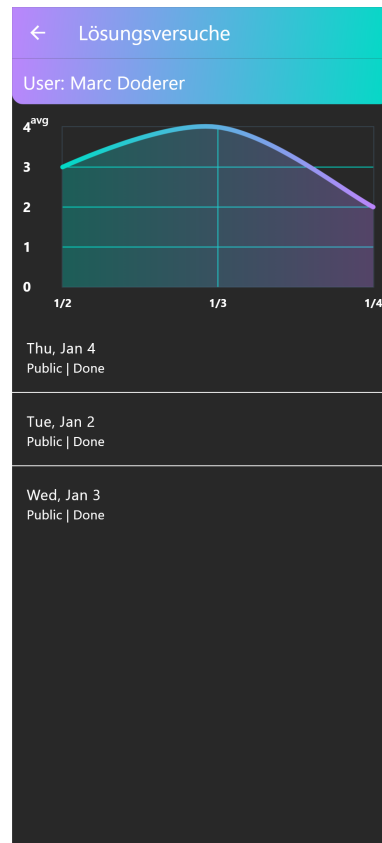 Lösungsversuche
User: Marc Doderer
4avg
3
2
1
0
1/2 1/3 1/4
Thu, Jan 4
Public | Done
Tue, Jan 2
Public | Done
Wed, Jan 3
Public | Done